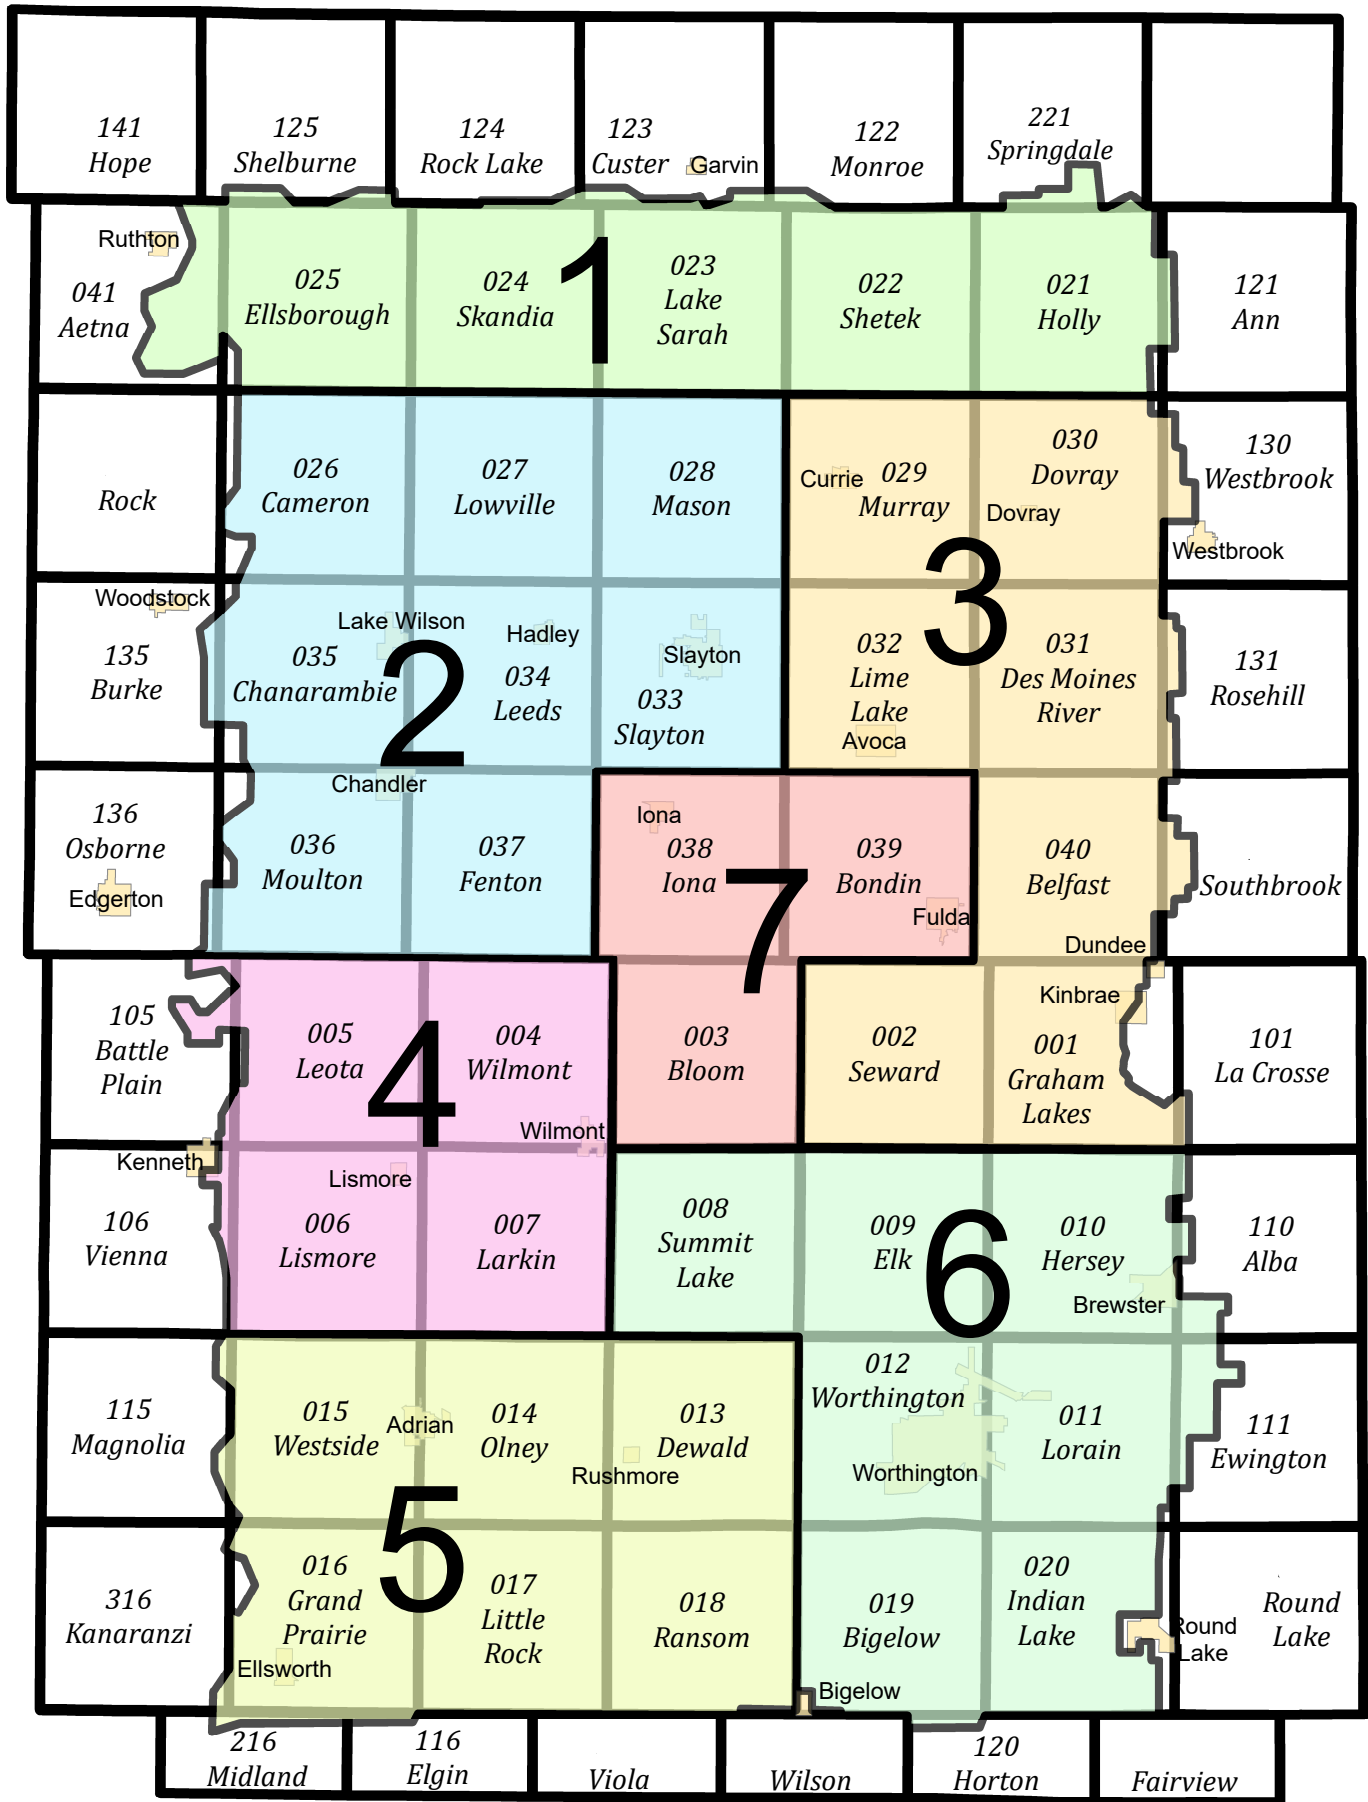 141
Hope
125
Shelburne
124
Rock Lake
123
Custer
Garvin
122
Monroe
221
Springdale
Ruthton
041
Aetna
025
Ellsborough
024
Skandia
1
023
Lake
Sarah
022
Shetek
021
Holly
121
Ann
Rock
026
Cameron
027
Lowville
028
Mason
Currie
029
Murray
030
Dovray
Dovray
130
Westbrook
Westbrook
3
Woodstock
135
Burke
Lake Wilson
035
Chanarambie
2
Hadley
034
Leeds
Slayton
033
Slayton
032
Lime
Lake
Avoca
031
Des Moines
River
131
Rosehill
136
Osborne
Edgerton
Chandler
036
Moulton
037
Fenton
Iona
038
Iona
7
039
Bondin
Fulda
040
Belfast
Dundee
Southbrook
105
Battle
Plain
005
Leota
4
004
Wilmont
Wilmont
003
Bloom
002
Seward
Kinbrae
001
Graham
Lakes
101
La Crosse
Kenneth
106
Vienna
Lismore
006
Lismore
007
Larkin
008
Summit
Lake
009
Elk
6
010
Hersey
Brewster
110
Alba
115
Magnolia
015
Westside
Adrian
014
Olney
013
Dewald
Rushmore
012
Worthington
Worthington
011
Lorain
111
Ewington
5
316
Kanaranzi
016
Grand
Prairie
Ellsworth
017
Little
Rock
018
Ransom
019
Bigelow
Bigelow
020
Indian
Lake
Round
Lake
Round
Lake
216
Midland
116
Elgin
Viola
Wilson
120
Horton
Fairview